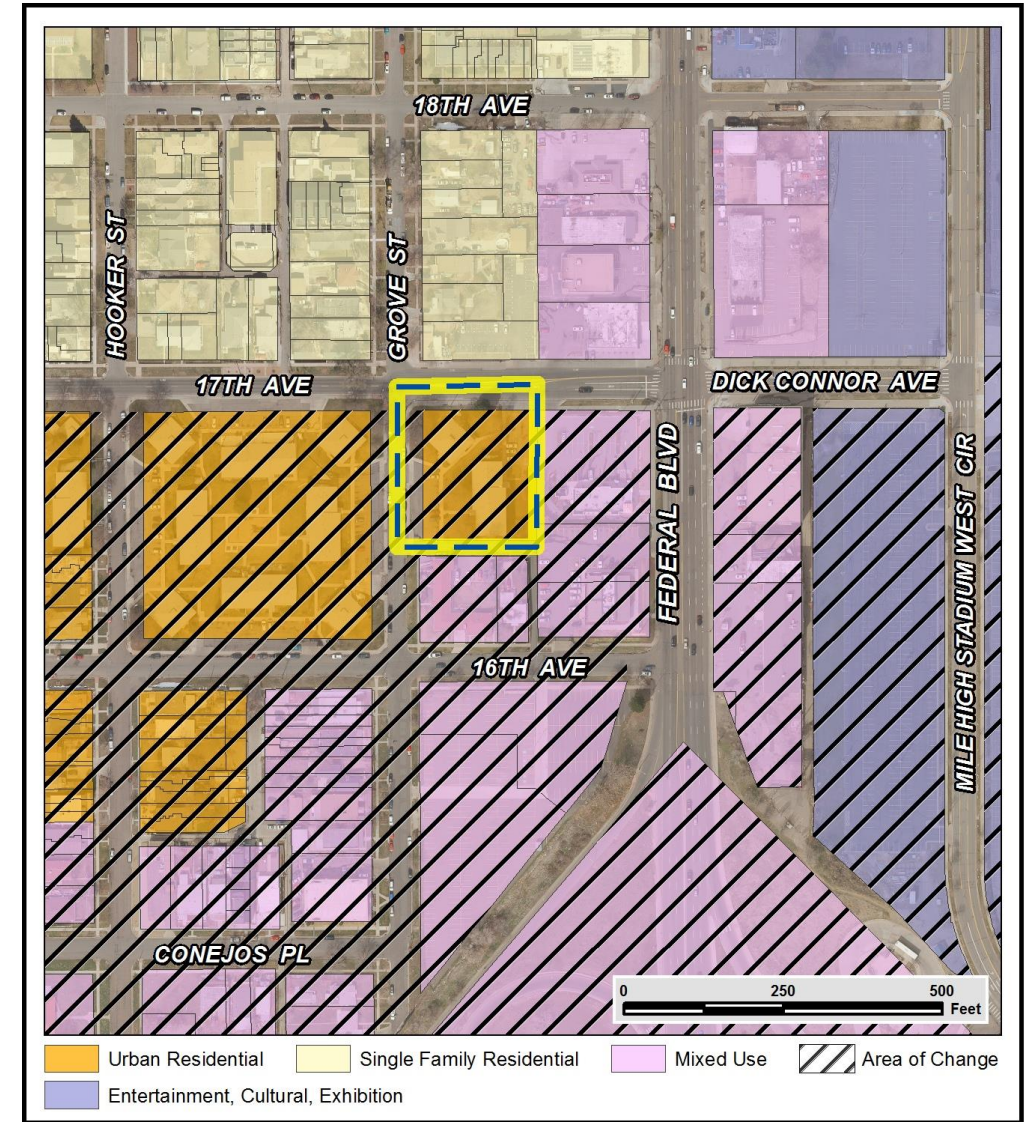 18TH AVE
HOOKER ST
GROVE ST
17TH AVE
DICK CONNOR AVE
FEDERAL BLVD
MILE HIGH STADIUM WEST CIR
16TH AVE
CONEJOS PL
0 250 500
Feet
Urban Residential Single Family Residential Mixed Use Area of Change
Entertainment, Cultural, Exhibition